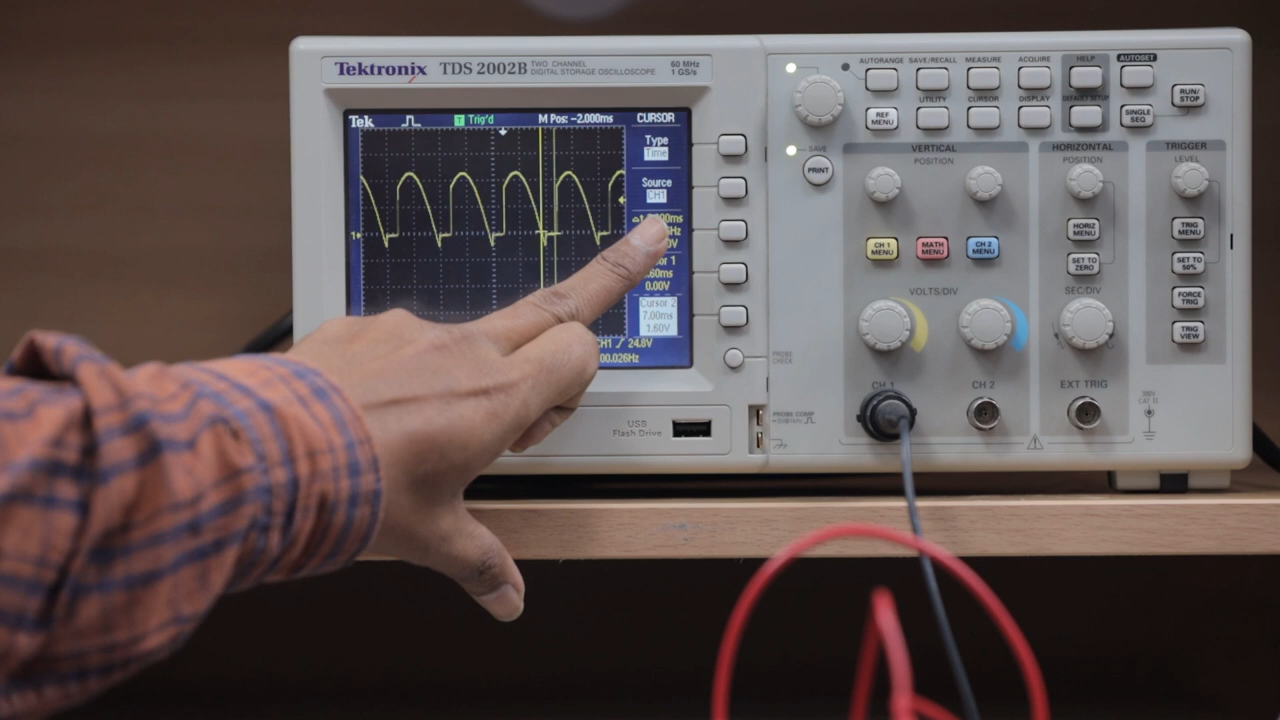 Tektronix TDS 2002B TWO CHANNEL DIGITAL STORAGE OSCILLOSCOPE 60 MHz 1 GS/s
Tek Trig'd M Pos: -2.000ms CURSOR
Type
Time
Source
CH1
0.00V
Cursor 2
7.00ms
1.60V
CH1 24.8V
1
USB
Flash Drive
PROBE CHECK
PROBE COMP
AUTORANGE SAVE/RECALL MEASURE ACQUIRE HELP AUTOSET
UTILITY CURSOR DISPLAY DEFAULT SETUP
REF MENU
SINGLE SEQ
RUN/STOP
SAVE
PRINT
VERTICAL HORIZONTAL TRIGGER
POSITION POSITION LEVEL
CH 1 MENU MATH MENU CH 2 MENU
HORIZ MENU
SET TO ZERO
TRIG MENU
SET TO 50%
FORCE TRIG
TRIG VIEW
VOLTS/DIV SEC/DIV
CH 1 CH 2 EXT TRIG
300V
CAT II